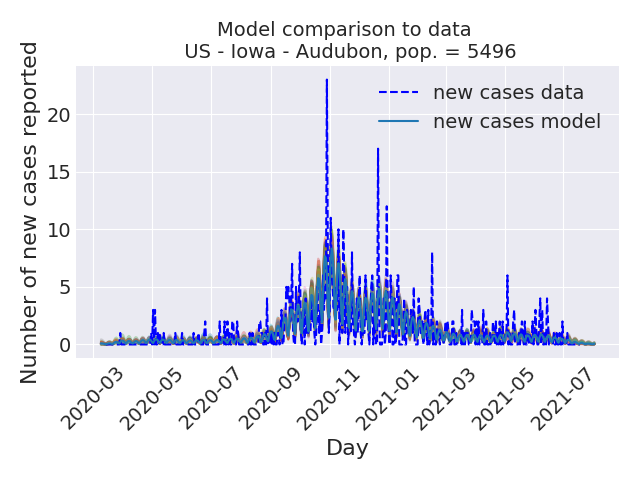 Model comparison to data
US - Iowa - Audubon, pop. = 5496
Number of new cases reported
20
15
10
5
0
new cases data
new cases model
2020-03
2020-05
2020-07
2020-09
2020-11
2021-01
2021-03
2021-05
2021-07
Day